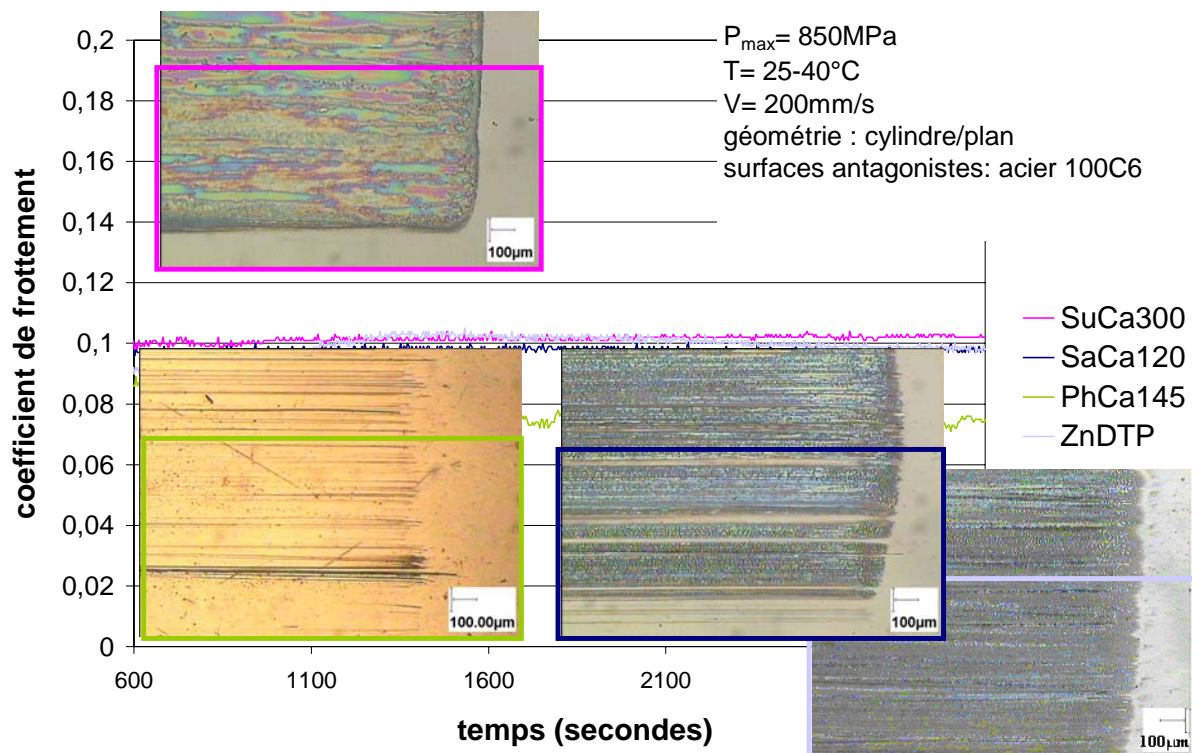 P_max= 850MPa
T= 25-40°C
V= 200mm/s
géométrie : cylindre/plan
surfaces antagonistes: acier 100C6
coefficient de frottement
0,2
0,18
0,16
0,14
0,12
0,1
0,08
0,06
0,04
0,02
0
100µm
100.00µm
100µm
100µm
SuCa300
SaCa120
PhCa145
ZnDTP
600
1100
1600
2100
temps (secondes)